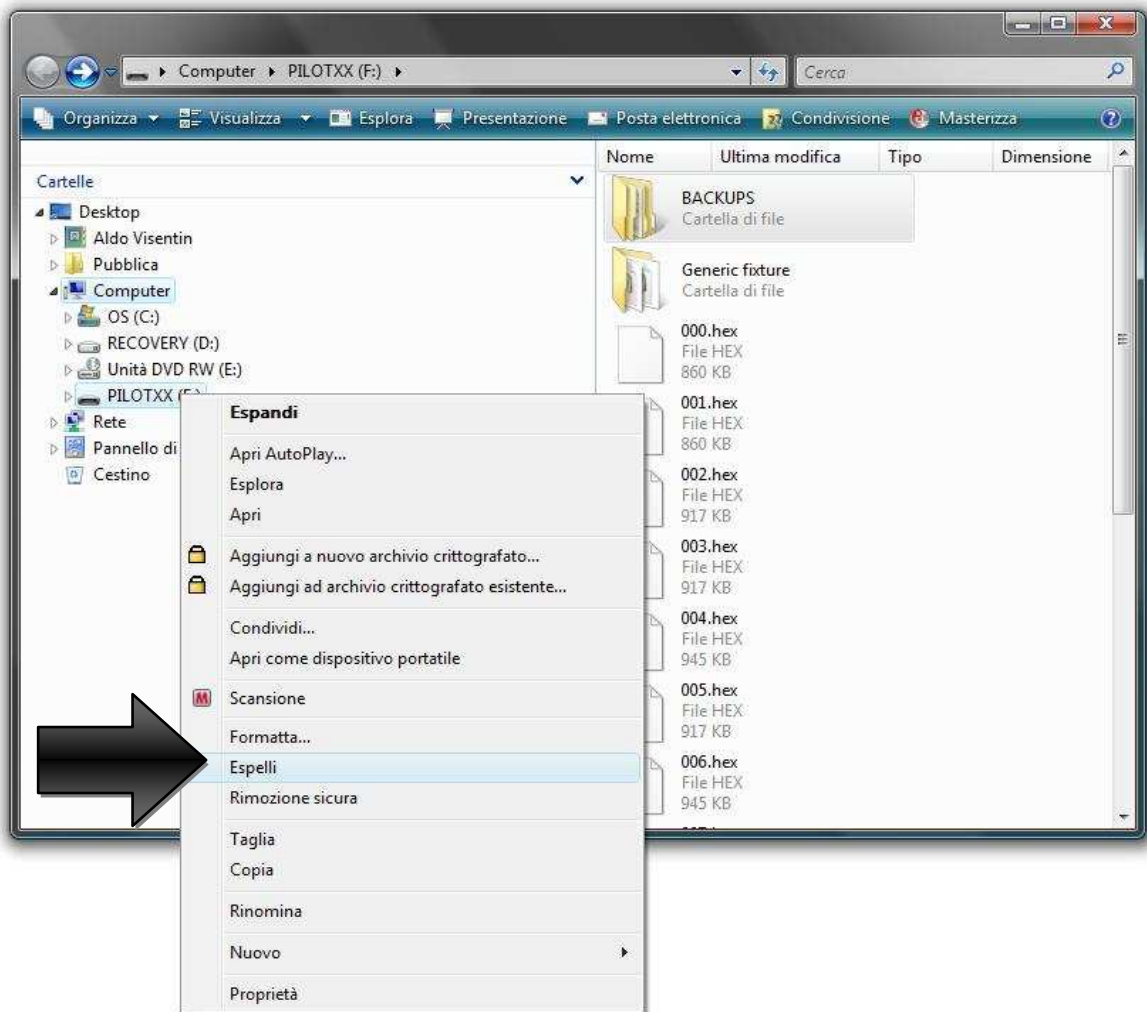 Computer PILOTXX (F:)
Cerca
Organizza Visualizza Esplora Presentazione Posta elettronica Condivisione Masterizza
Nome Ultima modifica Tipo Dimensione
Cartelle
Desktop
Aldo Visentin
Pubblica
Computer
OS (C:)
RECOVERY (D:)
Unità DVD RW (E:)
PILOTXX
Rete
Pannello di
Cestino
BACKUPS
Cartella di file
Generic fixture
Cartella di file
000.hex
File HEX
860 KB
001.hex
File HEX
860 KB
002.hex
File HEX
917 KB
003.hex
File HEX
917 KB
004.hex
File HEX
945 KB
005.hex
File HEX
917 KB
006.hex
File HEX
945 KB
Espandi
Apri AutoPlay...
Esplora
Apri
Aggiungi a nuovo archivio crittografato...
Aggiungi ad archivio crittografato esistente...
Condividi...
Apri come dispositivo portatile
Scansione
Formatta...
Espelli
Rimozione sicura
Taglia
Copia
Rinomina
Nuovo
Proprietà